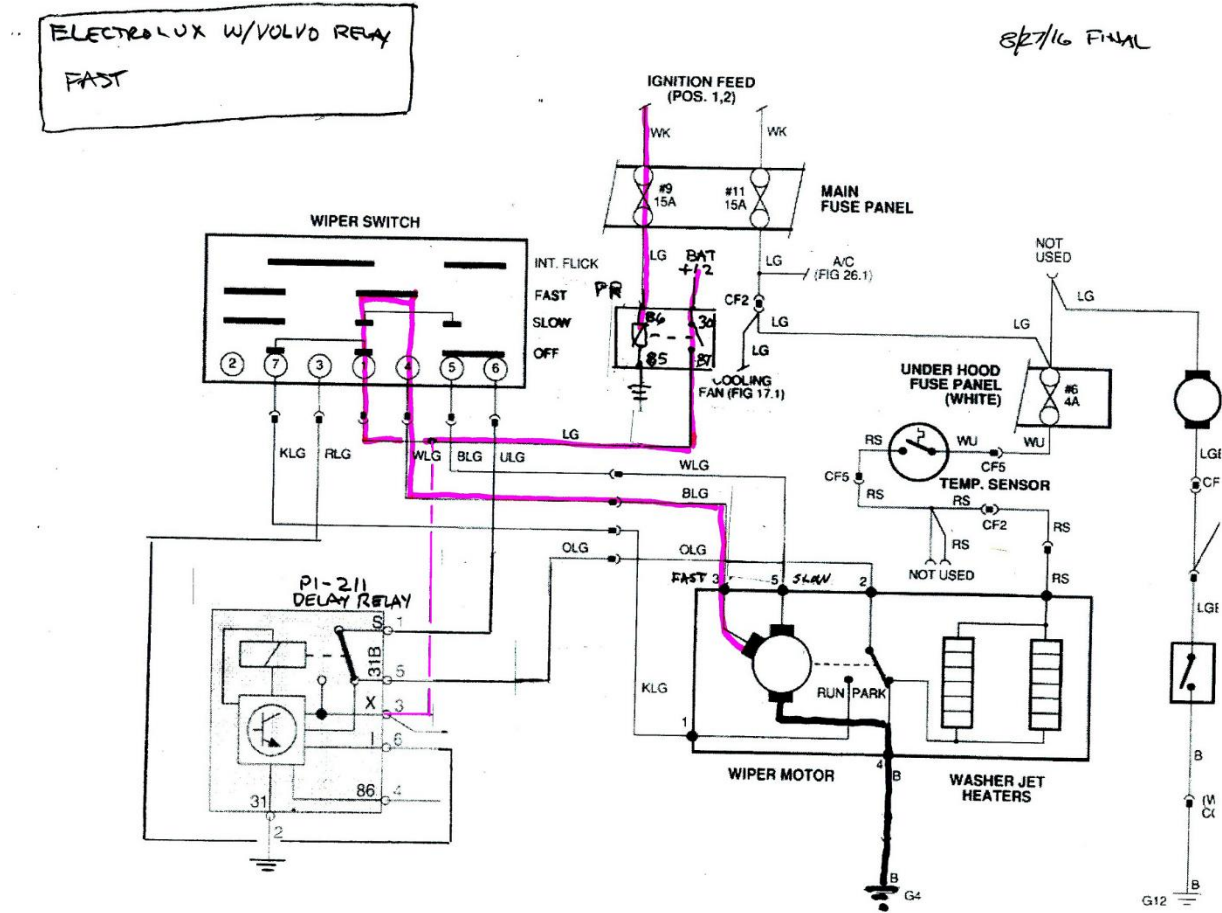 ELECTROLUX W/VOLVO RELAY
FAST
8/27/16 FINAL
IGNITION FEED
(POS. 1,2)
WK
WK
#9
15A
#11
15A
MAIN
FUSE PANEL
WIPER SWITCH
INT. FLICK
FAST
SLOW
OFF
2
7
3
1
4
5
6
LG
BAT
+12
LG
A/C
(FIG 26.1)
CF2
LG
LG
COOLING
FAN (FIG 17.1)
PR
86
30
85
87
NOT
USED
LG
LG
UNDER HOOD
FUSE PANEL
(WHITE)
#6
4A
KLG
RLG
WLG
BLG
ULG
LG
WLG
BLG
RS
WU
WU
CF5
CF5
TEMP. SENSOR
RS
RS
CF2
RS
RS
NOT USED
RS
OLG
OLG
LGE
CF
LGE
PI-211
DELAY RELAY
S
1
31B
5
X
3
I
6
86
4
31
2
FAST 3
5 SLOW
2
KLG
1
RUN
PARK
4
B
WIPER MOTOR
WASHER JET
HEATERS
B
G4
B
(W
B
G12